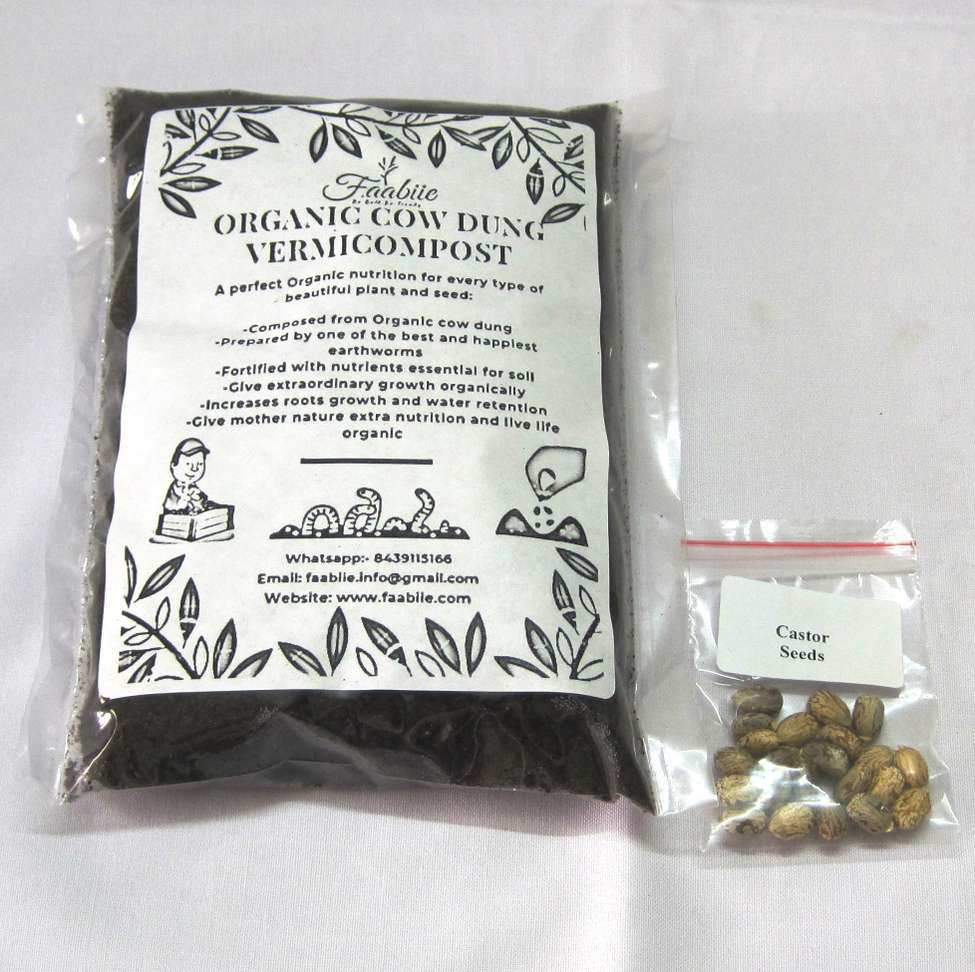 Faabiie
Be Bold Be Trendy
ORGANIC COW DUNG
VERMICOMPOST
A perfect Organic nutrition for every type of
beautiful plant and seed:
-Composed from Organic cow dung
-Prepared by one of the best and happiest
earthworms
-Fortified with nutrients essential for soil
-Give extraordinary growth organically
-Increases roots growth and water retention
-Give mother nature extra nutrition and live life
organic
Whatsapp:- 8439115166
Email: faabiie.info@gmail.com
Website: www.faabiie.com
Castor
Seeds